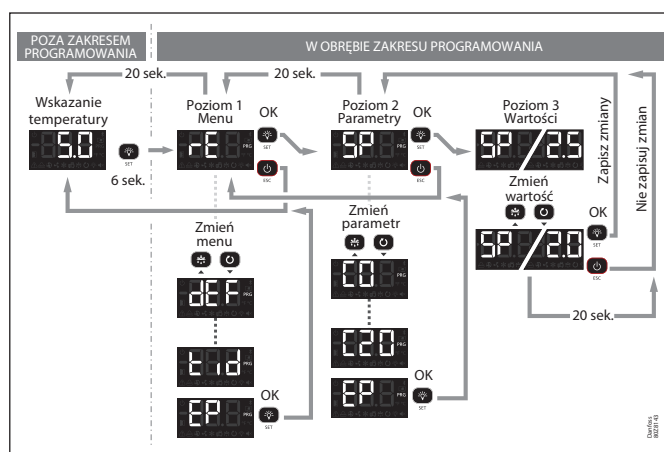 POZA ZAKRESEM
PROGRAMOWANIA
W OBRĘBIE ZAKRESU PROGRAMOWANIA
20 sek.
20 sek.
Wskazanie
temperatury
Poziom 1
Menu
OK
Poziom 2
Parametry
OK
Poziom 3
Wartości
5.0
SET
6 sek.
rE
PRG
SET
ESC
SP
PRG
SET
ESC
SP / 2.5
Zapisz zmiany
Nie zapisuj zmian
Zmień
menu
Zmień
parametr
Zmień
wartość
OK
SP / 2.0
SET
ESC
20 sek.
dEF
PRG
C0
PRG
tid
PRG
C20
PRG
EP
PRG
OK
SET
EP
PRG
OK
SET
Danfoss
80Z8143